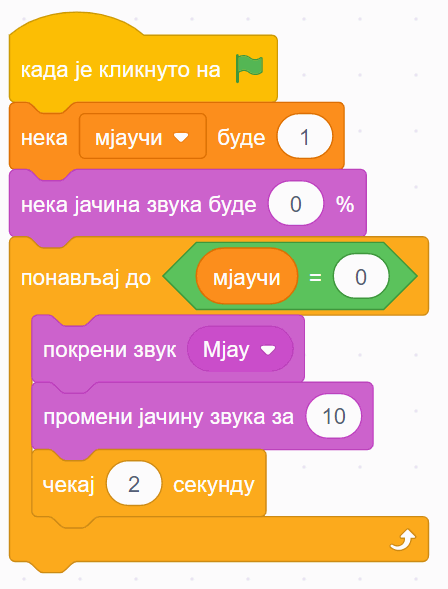 када је кликнуто на
нека мјаучи буде 1
нека јачина звука буде 0 %
понављај до мјаучи = 0
покрени звук Мјау
промени јачину звука за 10
чекај 2 секунду